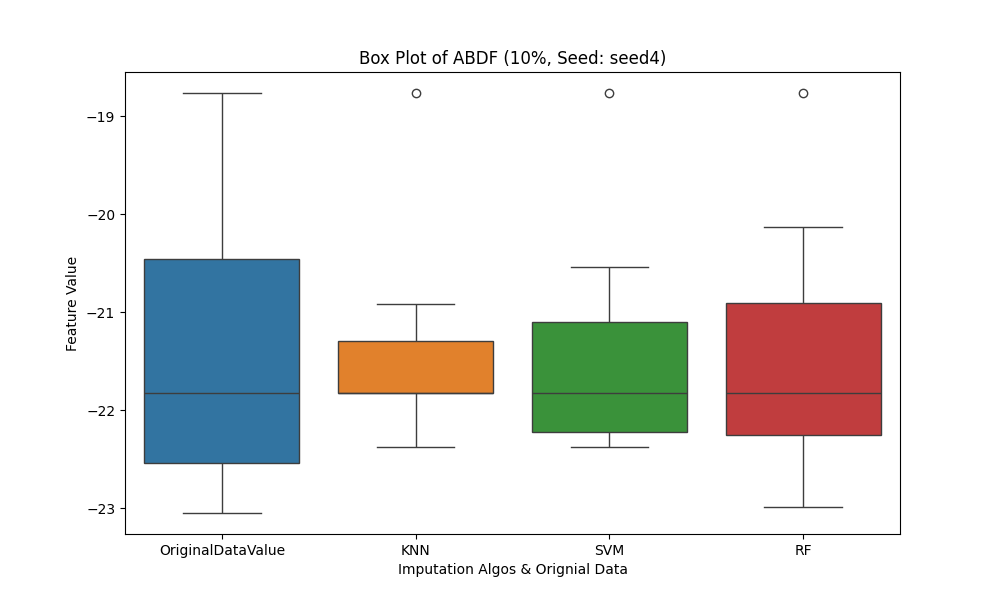 Box Plot of ABDF (10%, Seed: seed4)
Feature Value
−19
−20
−21
−22
−23
OriginalDataValue KNN SVM RF
Imputation Algos & Orignial Data